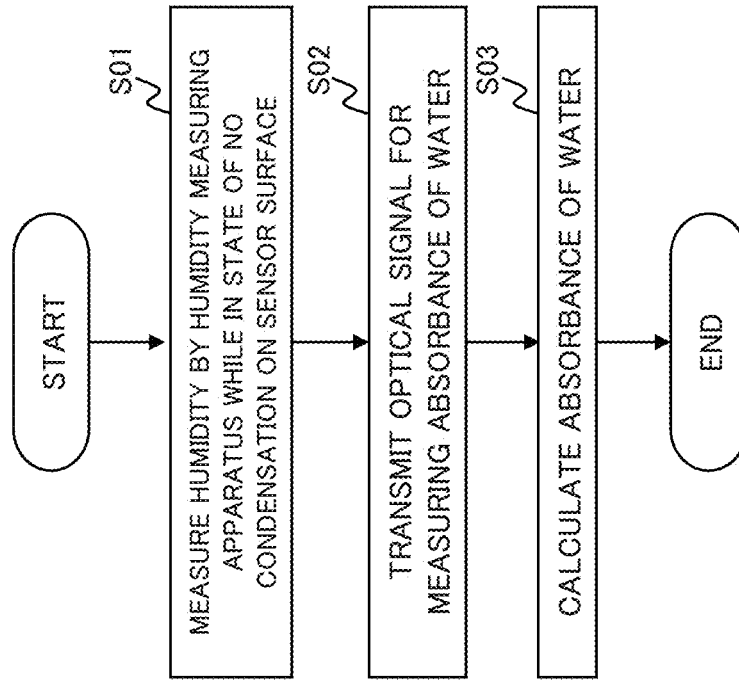 START
S01
MEASURE HUMIDITY BY HUMIDITY MEASURING
APPARATUS WHILE IN STATE OF NO
CONDENSATION ON SENSOR SURFACE
S02
TRANSMIT OPTICAL SIGNAL FOR
MEASURING ABSORBANCE OF WATER
S03
CALCULATE ABSORBANCE OF WATER
END